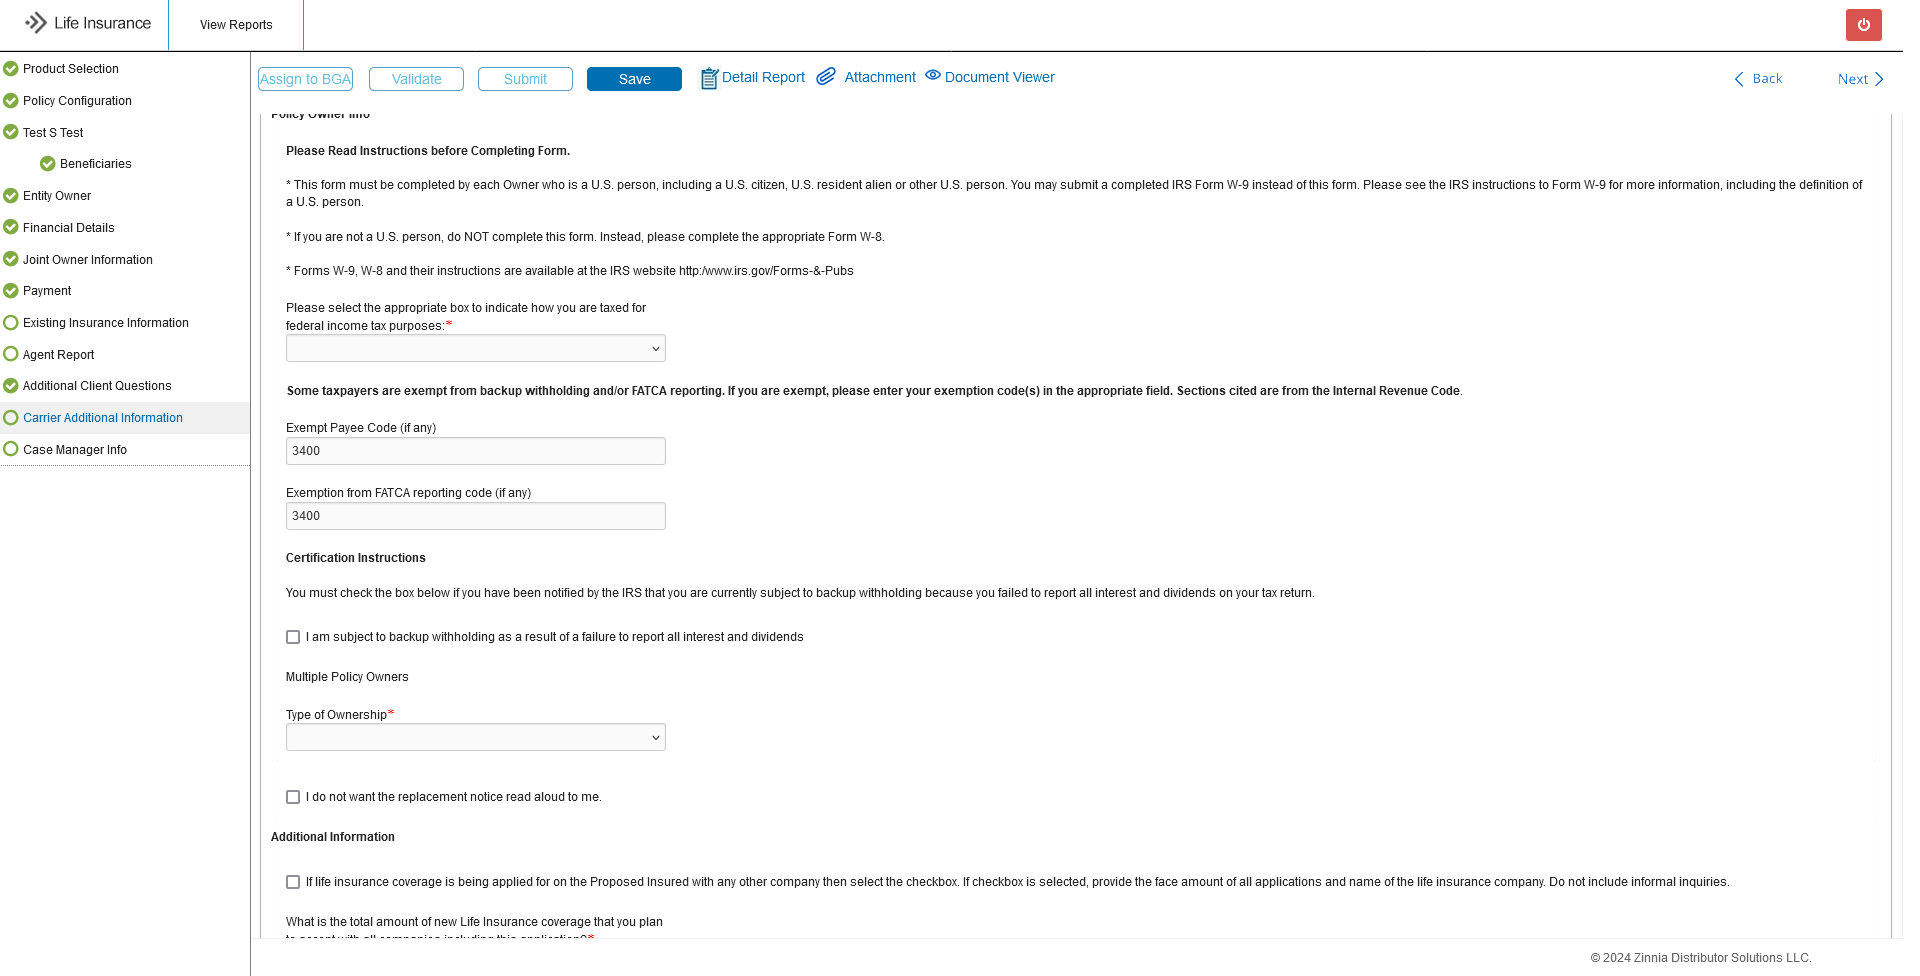 Life Insurance
View Reports
Product Selection
Policy Configuration
Test S Test
Beneficiaries
Entity Owner
Financial Details
Joint Owner Information
Payment
Existing Insurance Information
Agent Report
Additional Client Questions
Carrier Additional Information
Case Manager Info
Assign to BGA
Validate
Submit
Save
Detail Report
Attachment
Document Viewer
Back
Next
Policy Owner Info
Please Read Instructions before Completing Form.
* This form must be completed by each Owner who is a U.S. person, including a U.S. citizen, U.S. resident alien or other U.S. person. You may submit a completed IRS Form W-9 instead of this form. Please see the IRS instructions to Form W-9 for more information, including the definition of
a U.S. person.
* If you are not a U.S. person, do NOT complete this form. Instead, please complete the appropriate Form W-8.
* Forms W-9, W-8 and their instructions are available at the IRS website http:/www.irs.gov/Forms-&-Pubs
Please select the appropriate box to indicate how you are taxed for
federal income tax purposes:*
Some taxpayers are exempt from backup withholding and/or FATCA reporting. If you are exempt, please enter your exemption code(s) in the appropriate field. Sections cited are from the Internal Revenue Code.
Exempt Payee Code (if any)
3400
Exemption from FATCA reporting code (if any)
3400
Certification Instructions
You must check the box below if you have been notified by the IRS that you are currently subject to backup withholding because you failed to report all interest and dividends on your tax return.
I am subject to backup withholding as a result of a failure to report all interest and dividends
Multiple Policy Owners
Type of Ownership*
I do not want the replacement notice read aloud to me.
Additional Information
If life insurance coverage is being applied for on the Proposed Insured with any other company then select the checkbox. If checkbox is selected, provide the face amount of all applications and name of the life insurance company. Do not include informal inquiries.
What is the total amount of new Life Insurance coverage that you plan
to accept with all companies including this application?*
© 2024 Zinnia Distributor Solutions LLC.